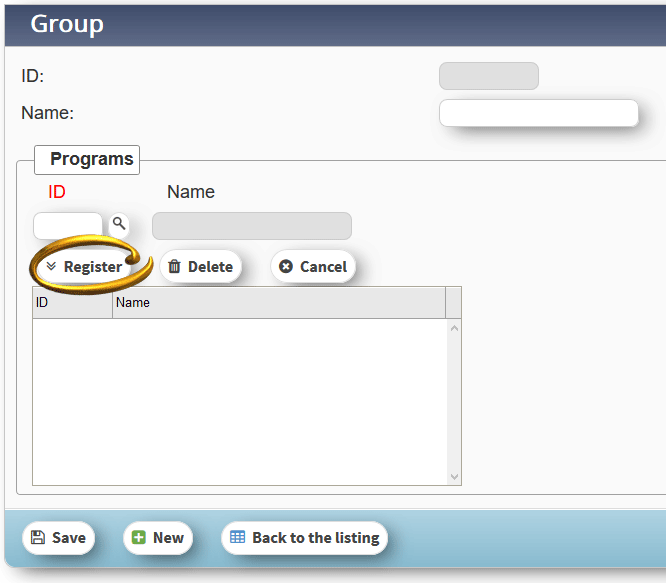 Group
ID:
Name:
Programs
ID Name
Register Delete Cancel
ID Name
Save New Back to the listing